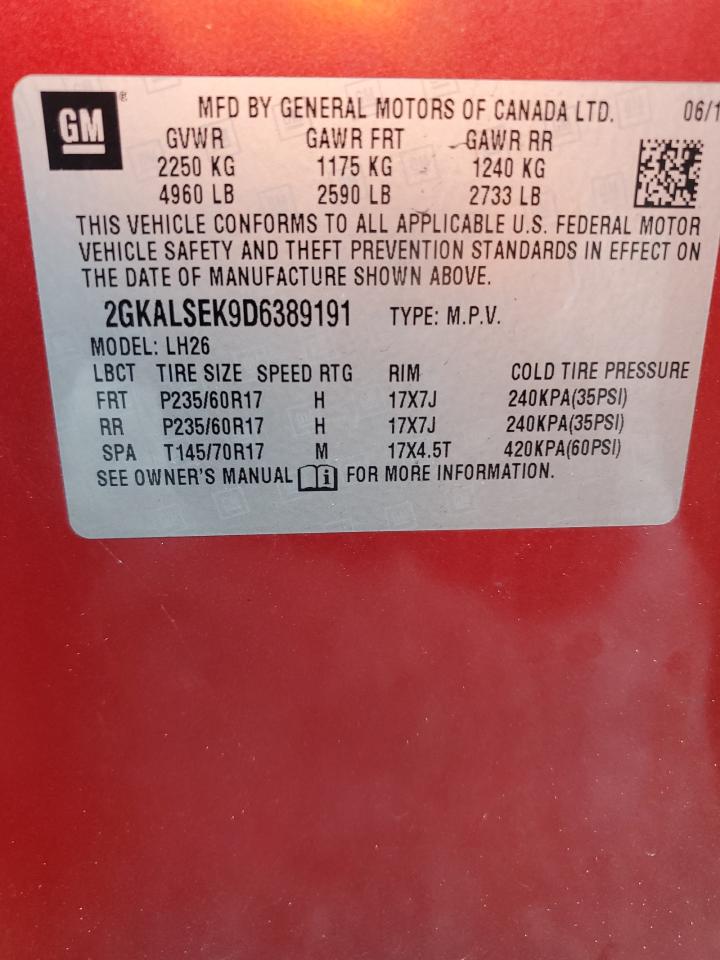 GM ® MFD BY GENERAL MOTORS OF CANADA LTD. 06/1
GVWR GAWR FRT GAWR RR
2250 KG 1175 KG 1240 KG
4960 LB 2590 LB 2733 LB
THIS VEHICLE CONFORMS TO ALL APPLICABLE U.S. FEDERAL MOTOR
VEHICLE SAFETY AND THEFT PREVENTION STANDARDS IN EFFECT ON
THE DATE OF MANUFACTURE SHOWN ABOVE.
2GKALSEK9D6389191 TYPE: M.P.V.
MODEL: LH26
LBCT TIRE SIZE SPEED RTG RIM COLD TIRE PRESSURE
FRT P235/60R17 H 17X7J 240KPA(35PSI)
RR P235/60R17 H 17X7J 240KPA(35PSI)
SPA T145/70R17 M 17X4.5T 420KPA(60PSI)
SEE OWNER'S MANUAL i FOR MORE INFORMATION.